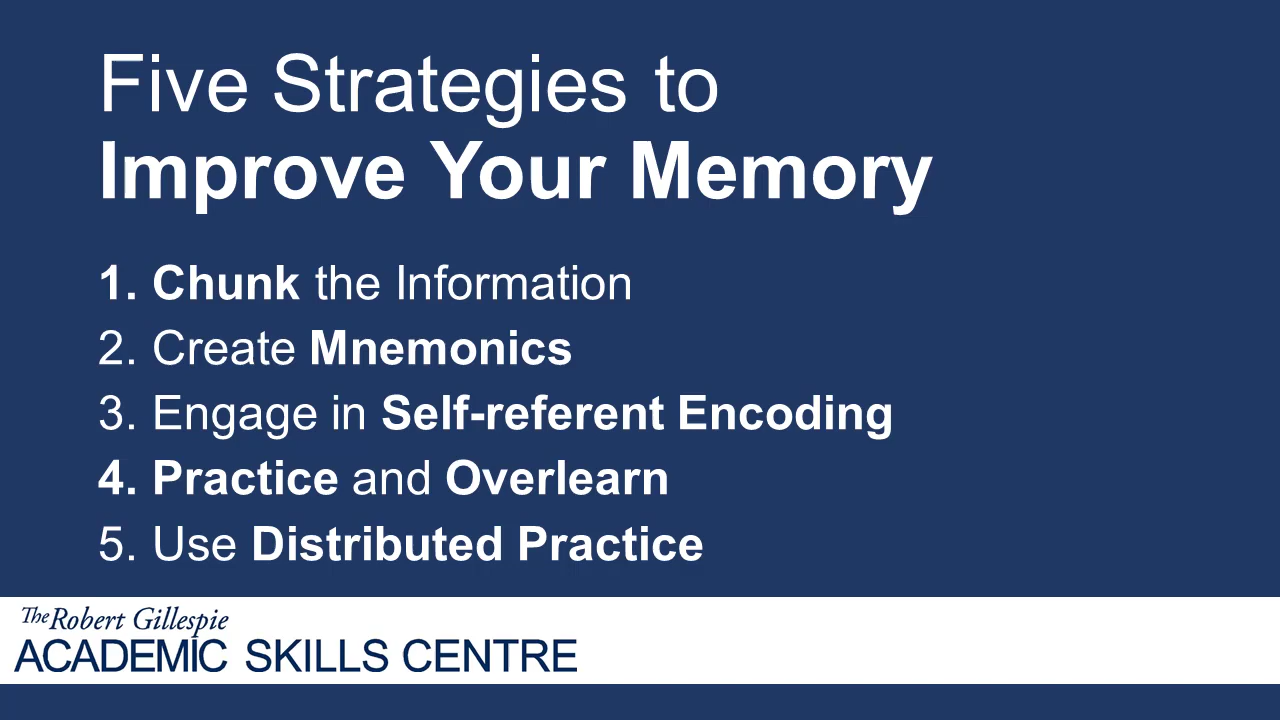 Five Strategies to
Improve Your Memory
1. Chunk the Information
2. Create Mnemonics
3. Engage in Self-referent Encoding
4. Practice and Overlearn
5. Use Distributed Practice
The Robert Gillespie
ACADEMIC SKILLS CENTRE